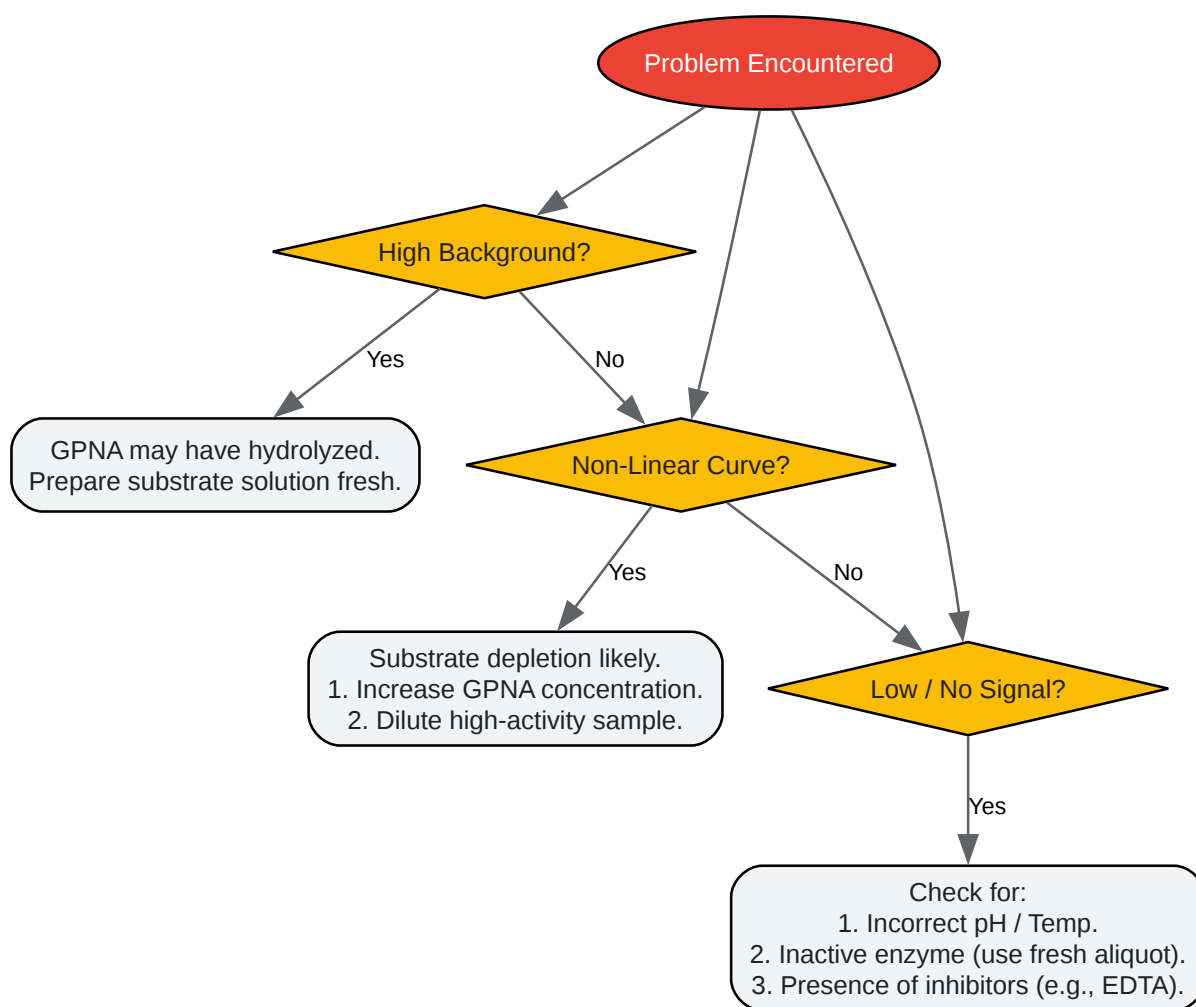 Problem Encountered
High Background?
Yes
No
GPNA may have hydrolyzed.
Prepare substrate solution fresh.
Non-Linear Curve?
Yes
No
Substrate depletion likely.
1. Increase GPNA concentration.
2. Dilute high-activity sample.
Low / No Signal?
Yes
Check for:
1. Incorrect pH / Temp.
2. Inactive enzyme (use fresh aliquot).
3. Presence of inhibitors (e.g., EDTA).